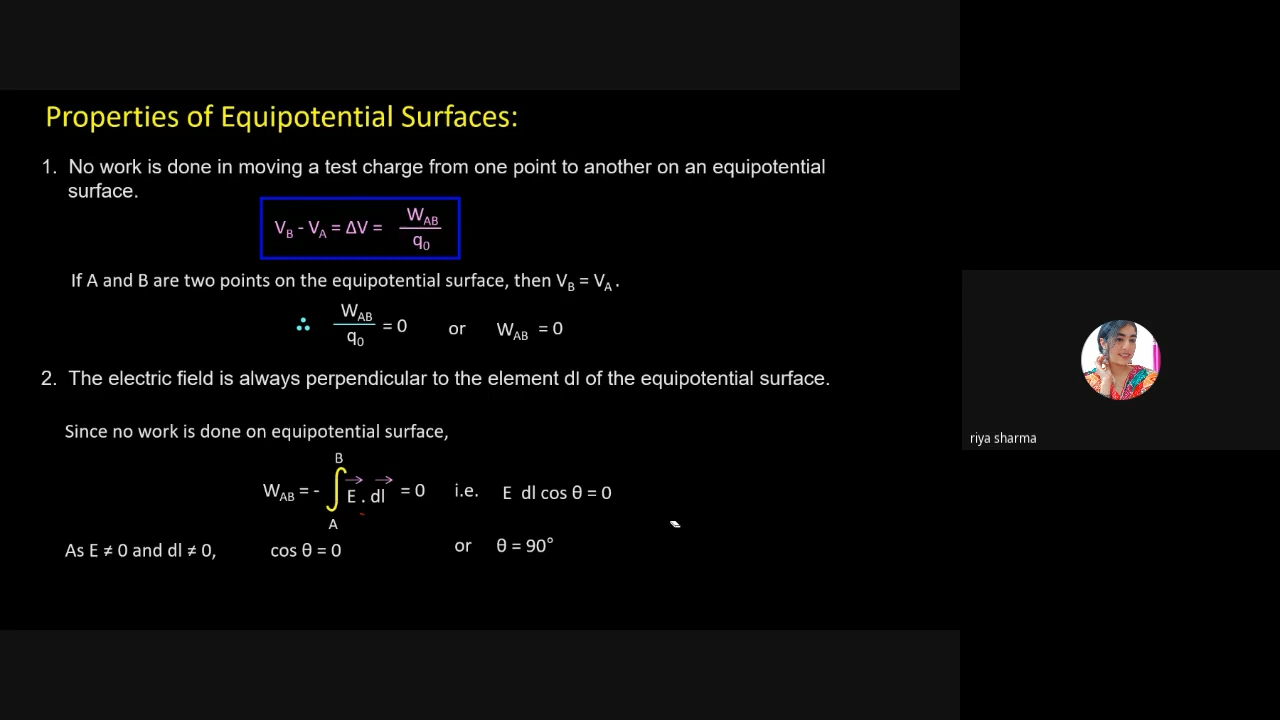 Properties of Equipotential Surfaces:
1. No work is done in moving a test charge from one point to another on an equipotential
surface.
V_B - V_A = ΔV = W_AB / q_0
If A and B are two points on the equipotential surface, then V_B = V_A .
∴ W_AB / q_0 = 0 or W_AB = 0
2. The electric field is always perpendicular to the element dl of the equipotential surface.
Since no work is done on equipotential surface,
W_AB = - ∫_A^B E⃗ . dl⃗ = 0 i.e. E dl cos θ = 0
As E ≠ 0 and dl ≠ 0, cos θ = 0 or θ = 90°
riya sharma